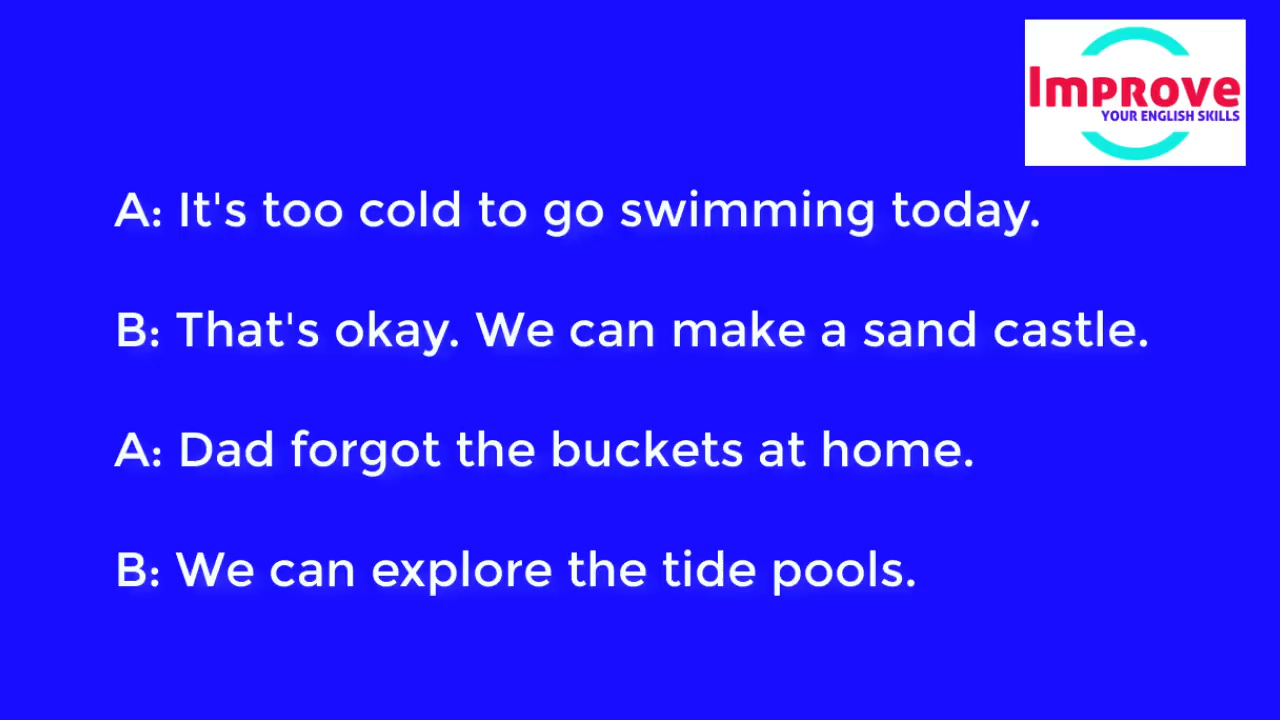 Improve
YOUR ENGLISH SKILLS
A: It's too cold to go swimming today.
B: That's okay. We can make a sand castle.
A: Dad forgot the buckets at home.
B: We can explore the tide pools.